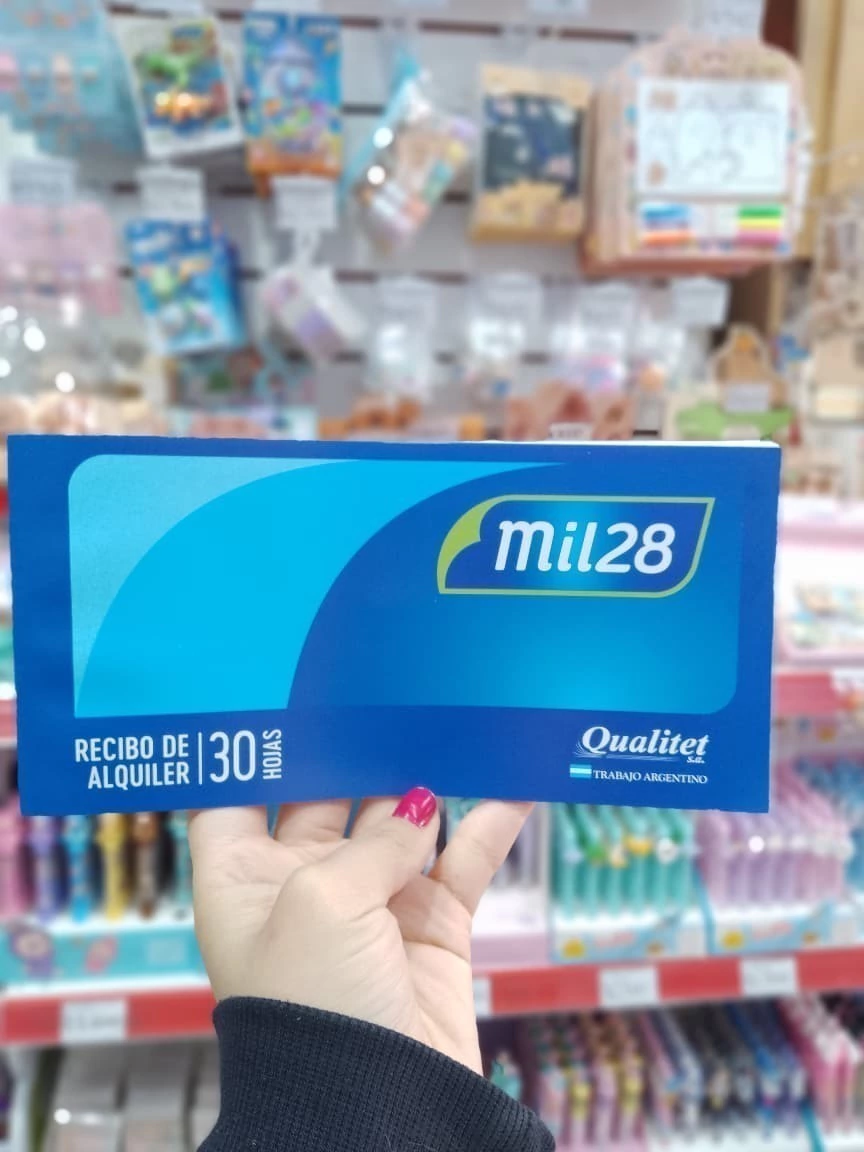 mil28
RECIBO DE
ALQUILER
30
HOJAS
Qualitet
s.a.
TRABAJO ARGENTINO